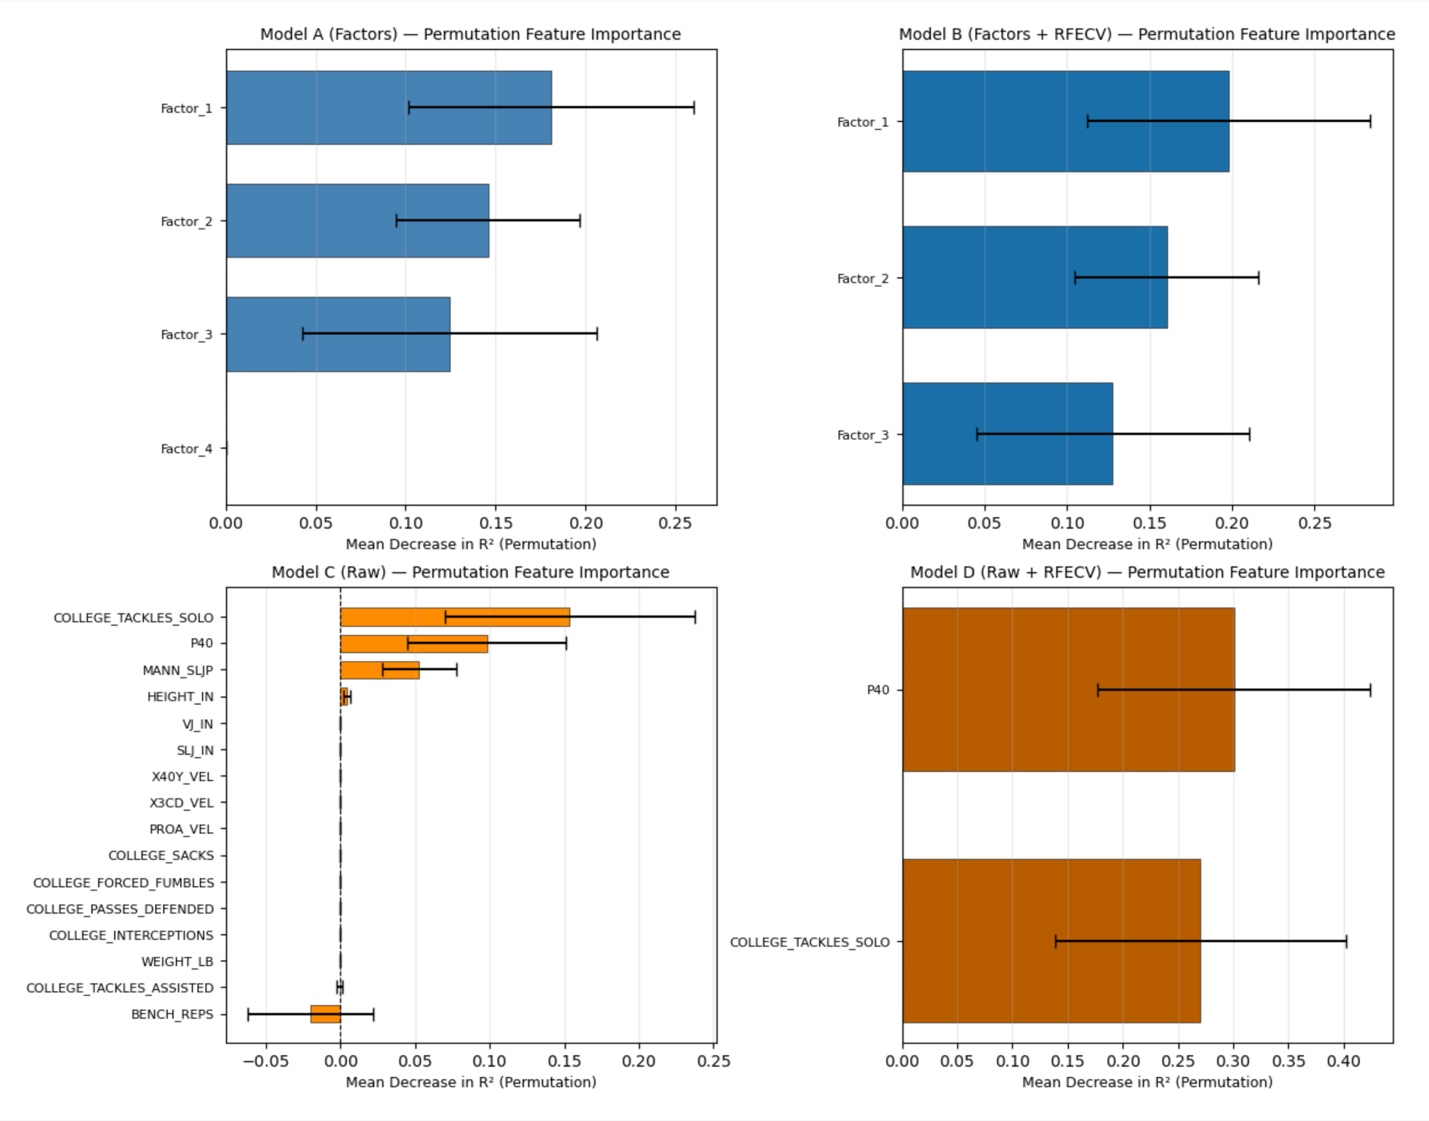 Model A (Factors) — Permutation Feature Importance
Factor_1
Factor_2
Factor_3
Factor_4
0.00 0.05 0.10 0.15 0.20 0.25
Mean Decrease in R² (Permutation)
Model B (Factors + RFECV) — Permutation Feature Importance
Factor_1
Factor_2
Factor_3
0.00 0.05 0.10 0.15 0.20 0.25
Mean Decrease in R² (Permutation)
Model C (Raw) — Permutation Feature Importance
COLLEGE_TACKLES_SOLO
P40
MANN_SLJP
HEIGHT_IN
VJ_IN
SLJ_IN
X40Y_VEL
X3CD_VEL
PROA_VEL
COLLEGE_SACKS
COLLEGE_FORCED_FUMBLES
COLLEGE_PASSES_DEFENDED
COLLEGE_INTERCEPTIONS
WEIGHT_LB
COLLEGE_TACKLES_ASSISTED
BENCH_REPS
−0.05 0.00 0.05 0.10 0.15 0.20 0.25
Mean Decrease in R² (Permutation)
Model D (Raw + RFECV) — Permutation Feature Importance
P40
COLLEGE_TACKLES_SOLO
0.00 0.05 0.10 0.15 0.20 0.25 0.30 0.35 0.40
Mean Decrease in R² (Permutation)